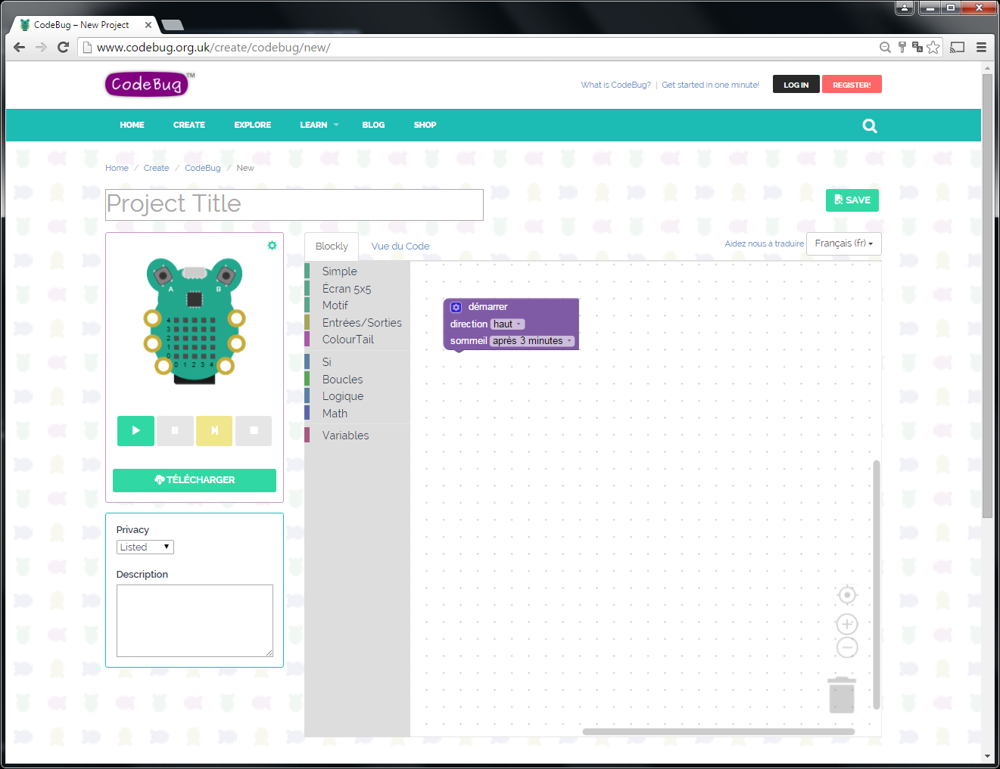 CodeBug – New Project
www.codebug.org.uk/create/codebug/new/
CodeBug™
What is CodeBug? | Get started in one minute! LOG IN REGISTER!
HOME CREATE EXPLORE LEARN BLOG SHOP
Home / Create / CodeBug / New
Project Title
SAVE
Blockly Vue du Code
Aidez nous à traduire Français (fr)
A B
4
3
2
1
0
0 1 2 3 4
TÉLÉCHARGER
Privacy
Listed
Description
Simple
Écran 5x5
Motif
Entrées/Sorties
ColourTail
Si
Boucles
Logique
Math
Variables
démarrer
direction haut
sommeil après 3 minutes